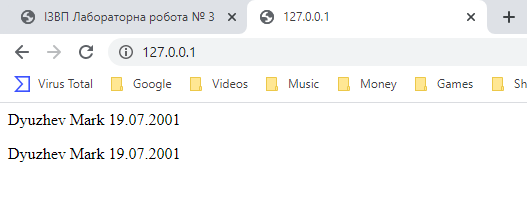 ІЗВП Лабораторна робота № 3
127.0.0.1
127.0.0.1
Virus Total Google Videos Music Money Games Sh
Dyuzhev Mark 19.07.2001
Dyuzhev Mark 19.07.2001